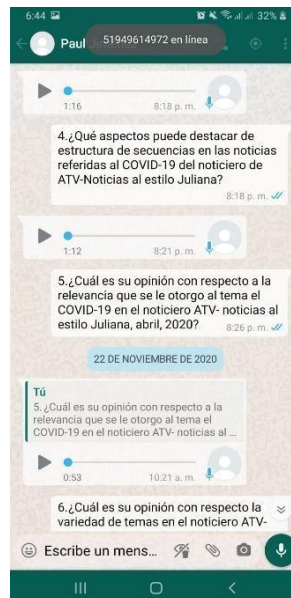 6:44 32%
Paul
51949614972 en línea
1:16 8:18 p. m.
4.¿Qué aspectos puede destacar de
estructura de secuencias en las noticias
referidas al COVID-19 del noticiero de
ATV-Noticias al estilo Juliana?
8:18 p. m.
1:12 8:21 p. m.
5.¿Cuál es su opinión con respecto a la
relevancia que se le otorgo al tema el
COVID-19 en el noticiero ATV- noticias al
estilo Juliana, abril, 2020?
8:26 p. m.
22 DE NOVIEMBRE DE 2020
Tú
5. ¿Cuál es su opinión con respecto a la
relevancia que se le otorgo al tema el
COVID-19 en el noticiero ATV- noticias al ...
0:53 10:21 a. m.
6.¿Cuál es su opinión con respecto la
variedad de temas en el noticiero ATV-
Escribe un mens...